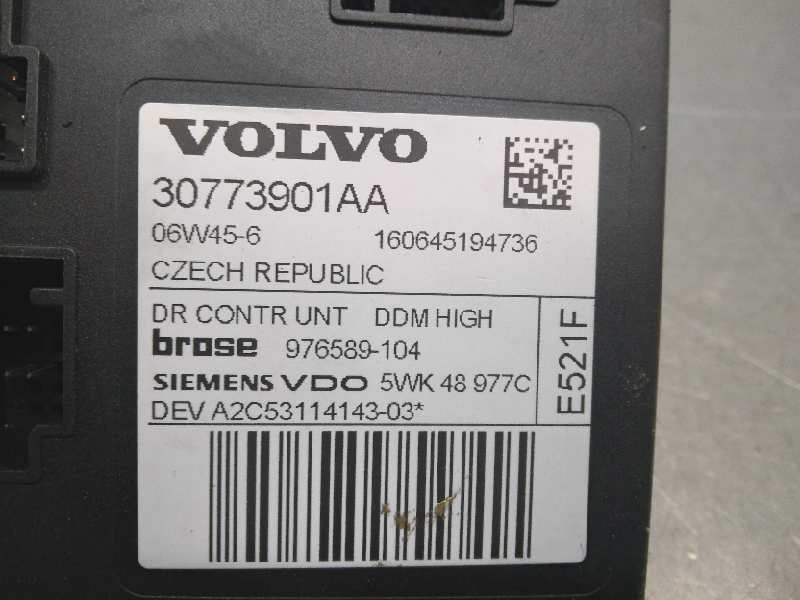 VOLVO
30773901AA
06W45-6 160645194736
CZECH REPUBLIC
DR CONTR UNT DDM HIGH
brose 976589-104
SIEMENS VDO 5WK 48 977C
DEV A2C53114143-03*
E521F